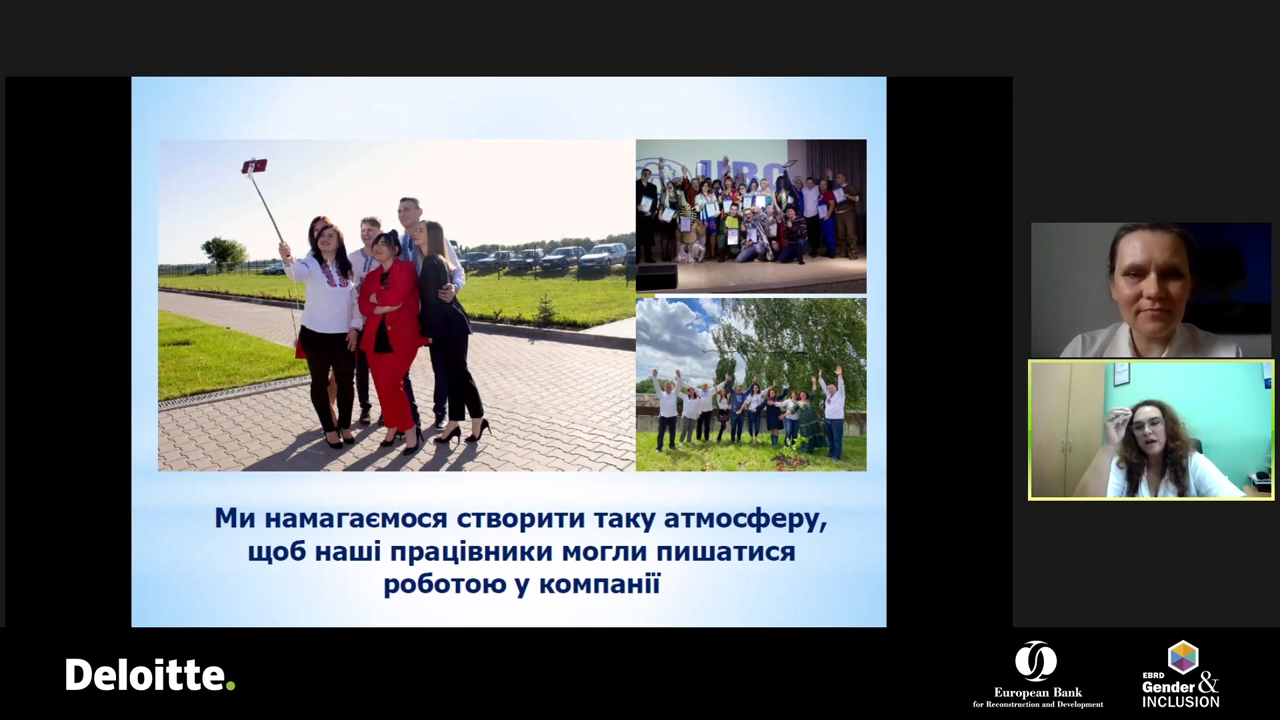 UBC
Ми намагаємося створити таку атмосферу,
щоб наші працівники могли пишатися
роботою у компанії
Deloitte.
European Bank
for Reconstruction and Development
EBRD
Gender &
INCLUSION